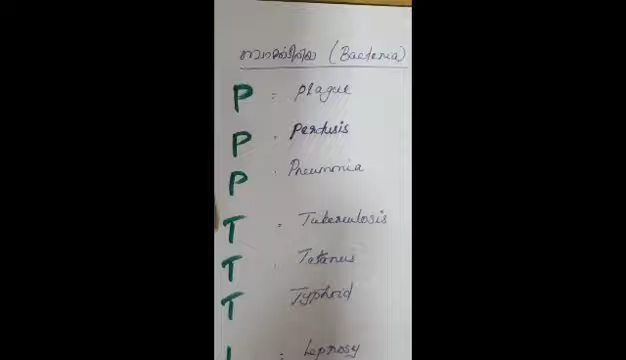 ബാക്ടീരിയ (Bacteria)
P = Plague
P . Pertusis
P . Pneumonia
T = Tuberculosis
T . Tetanus
T Typhoid
L = Leprosy